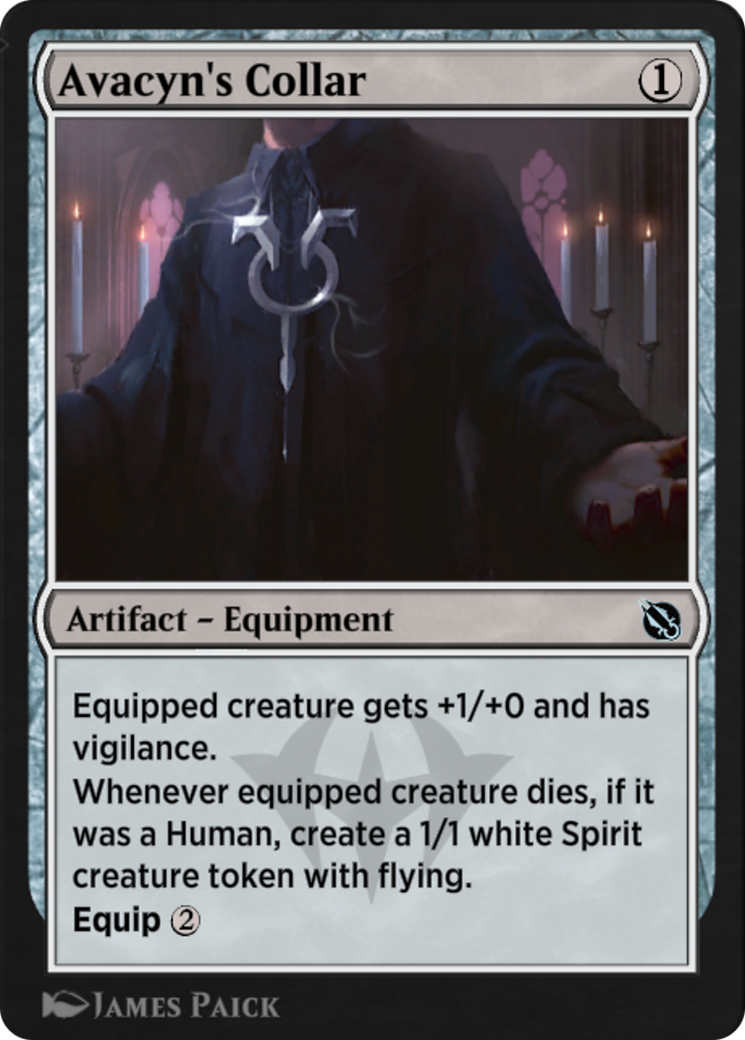 Avacyn's Collar 1
Artifact – Equipment
Equipped creature gets +1/+0 and has
vigilance.
Whenever equipped creature dies, if it
was a Human, create a 1/1 white Spirit
creature token with flying.
Equip 2
James Paick